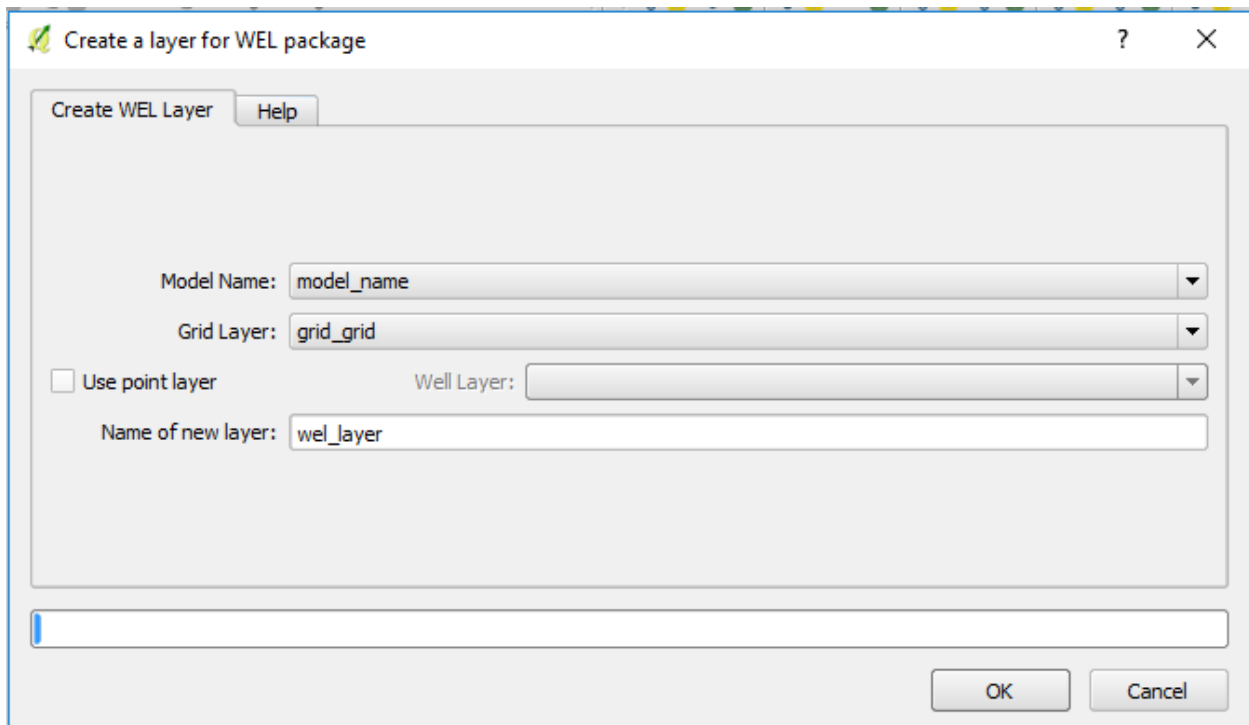 Create a layer for WEL package ?
Create WEL Layer Help
Model Name: model_name
Grid Layer: grid_grid
Use point layer Well Layer:
Name of new layer: wel_layer
OK Cancel